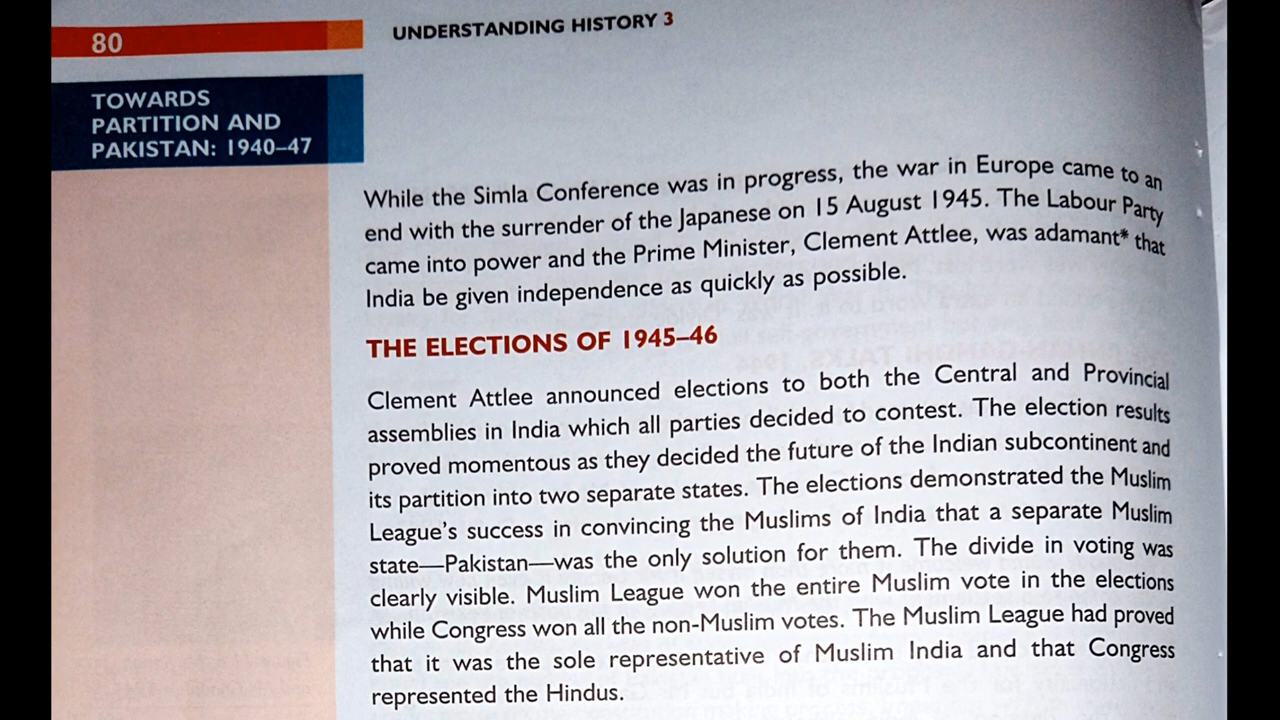 80
UNDERSTANDING HISTORY 3
TOWARDS
PARTITION AND
PAKISTAN: 1940–47
While the Simla Conference was in progress, the war in Europe came to an
end with the surrender of the Japanese on 15 August 1945. The Labour Party
came into power and the Prime Minister, Clement Attlee, was adamant* that
India be given independence as quickly as possible.
THE ELECTIONS OF 1945–46
Clement Attlee announced elections to both the Central and Provincial
assemblies in India which all parties decided to contest. The election results
proved momentous as they decided the future of the Indian subcontinent and
its partition into two separate states. The elections demonstrated the Muslim
League's success in convincing the Muslims of India that a separate Muslim
state—Pakistan—was the only solution for them. The divide in voting was
clearly visible. Muslim League won the entire Muslim vote in the elections
while Congress won all the non-Muslim votes. The Muslim League had proved
that it was the sole representative of Muslim India and that Congress
represented the Hindus.